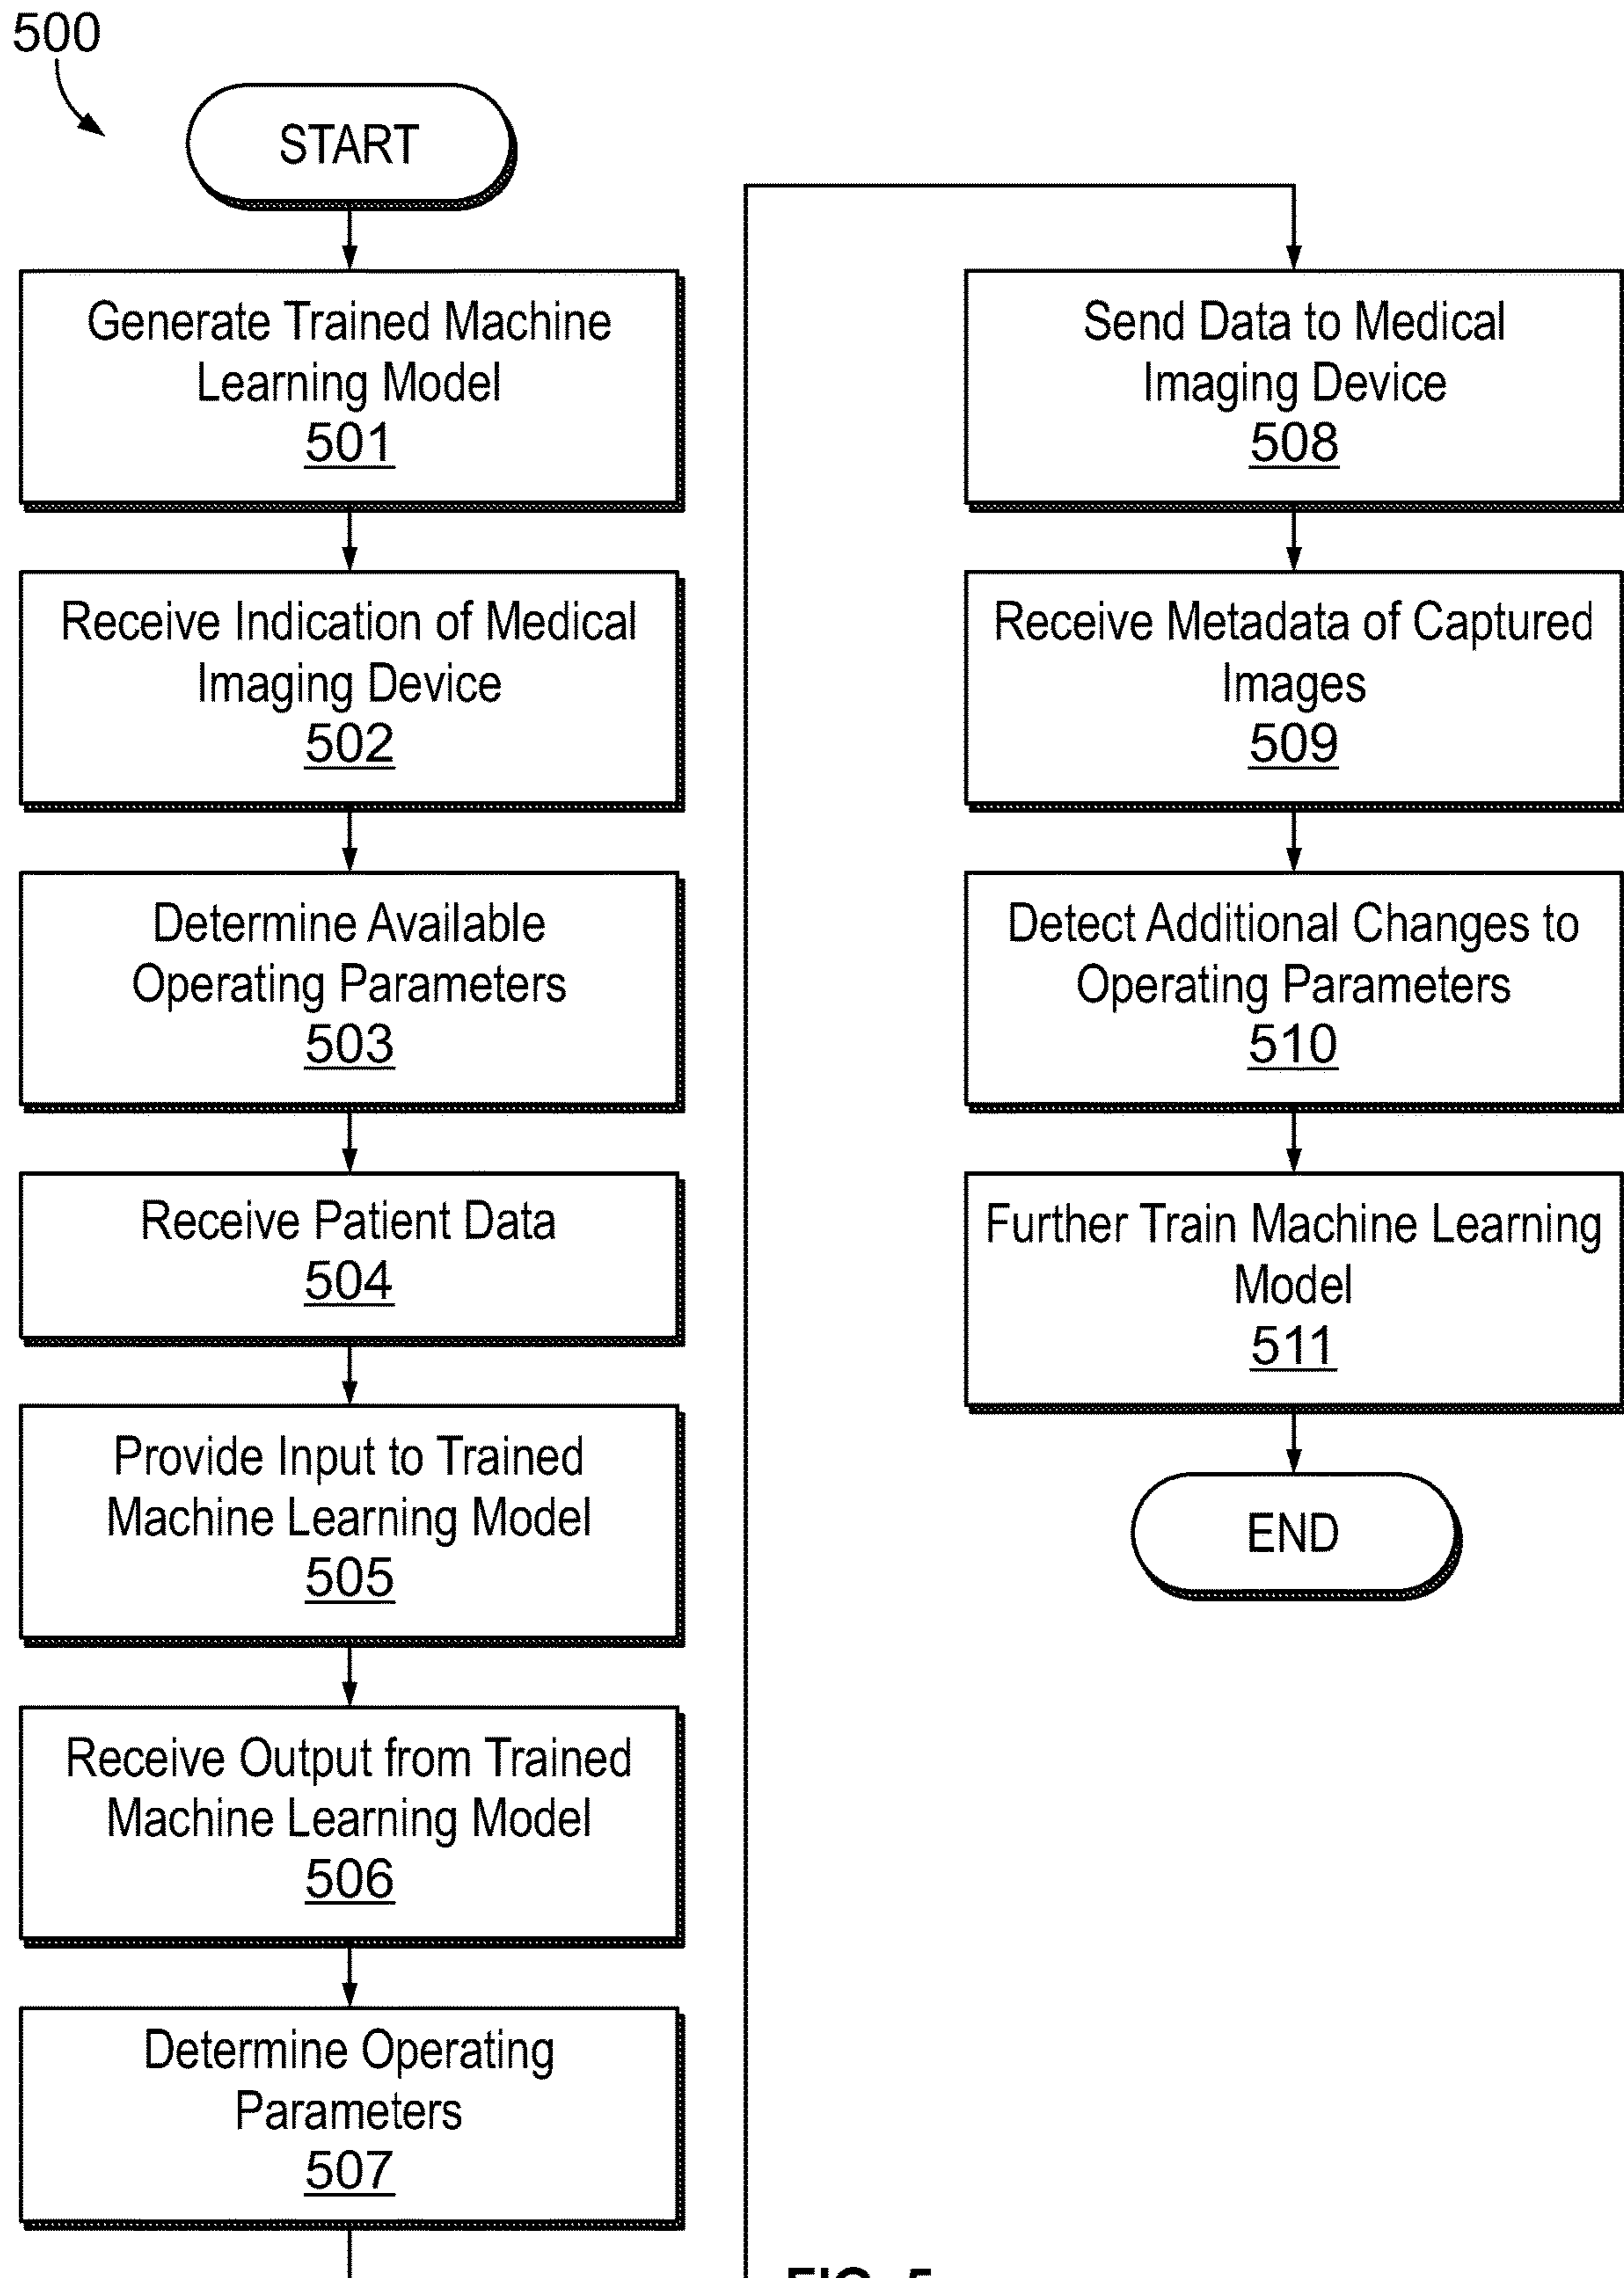 500
START
Generate Trained Machine
Learning Model
501
Receive Indication of Medical
Imaging Device
502
Determine Available
Operating Parameters
503
Receive Patient Data
504
Provide Input to Trained
Machine Learning Model
505
Receive Output from Trained
Machine Learning Model
506
Determine Operating
Parameters
507
Send Data to Medical
Imaging Device
508
Receive Metadata of Captured
Images
509
Detect Additional Changes to
Operating Parameters
510
Further Train Machine Learning
Model
511
END
FIG. 5